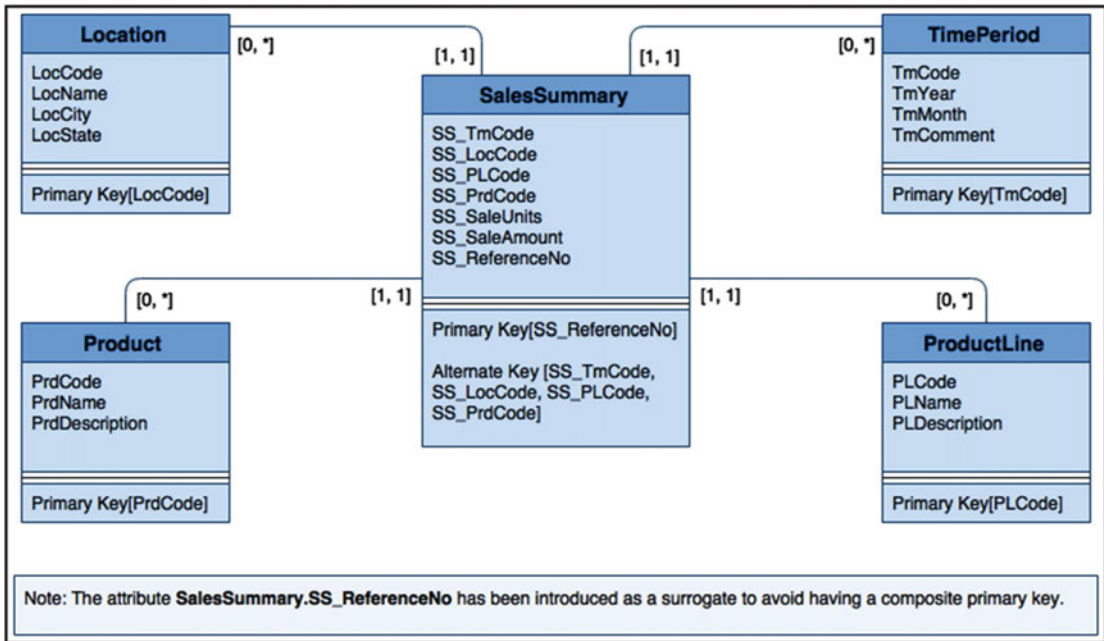 Location
LocCode
LocName
LocCity
LocState
Primary Key[LocCode]
[0, *]
[1, 1]
SalesSummary
SS_TmCode
SS_LocCode
SS_PLCode
SS_PrdCode
SS_SaleUnits
SS_SaleAmount
SS_ReferenceNo
Primary Key[SS_ReferenceNo]
Alternate Key [SS_TmCode,
SS_LocCode, SS_PLCode,
SS_PrdCode]
[1, 1]
[0, *]
TimePeriod
TmCode
TmYear
TmMonth
TmComment
Primary Key[TmCode]
[0, *]
[1, 1]
Product
PrdCode
PrdName
PrdDescription
Primary Key[PrdCode]
[1, 1]
[0, *]
ProductLine
PLCode
PLName
PLDescription
Primary Key[PLCode]
Note: The attribute SalesSummary.SS_ReferenceNo has been introduced as a surrogate to avoid having a composite primary key.